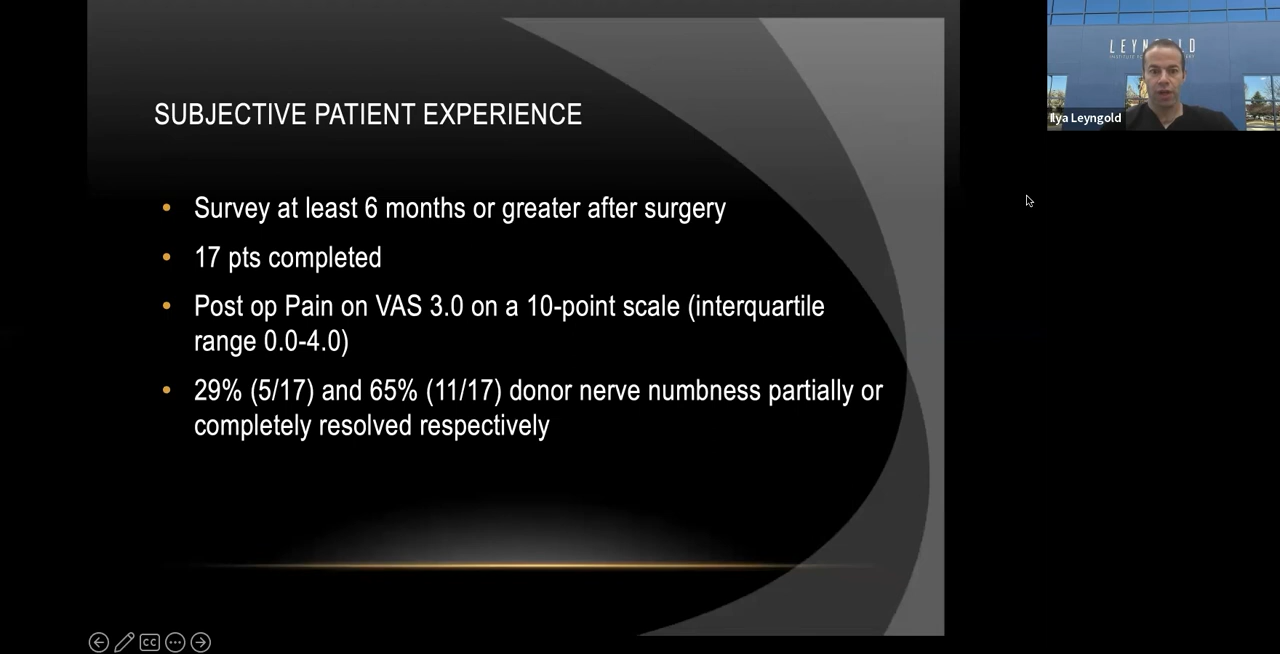 SUBJECTIVE PATIENT EXPERIENCE
• Survey at least 6 months or greater after surgery
• 17 pts completed
• Post op Pain on VAS 3.0 on a 10-point scale (interquartile
range 0.0-4.0)
• 29% (5/17) and 65% (11/17) donor nerve numbness partially or
completely resolved respectively
LEYNGOLD
Ilya Leyngold
CC